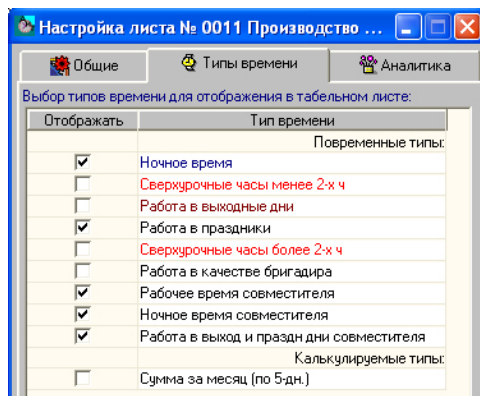 Настройка листа № 0011 Производство ...
Общие
Типы времени
Аналитика
Выбор типов времени для отображения в табельном листе:
Отображать
Тип времени
Повременные типы:
Ночное время
Сверхурочные часы менее 2-х ч
Работа в выходные дни
Работа в праздники
Сверхурочные часы более 2-х ч
Работа в качестве бригадира
Рабочее время совместителя
Ночное время совместителя
Работа в выход и праздн дни совместителя
Калькулируемые типы:
Сумма за месяц (по 5-дн.)